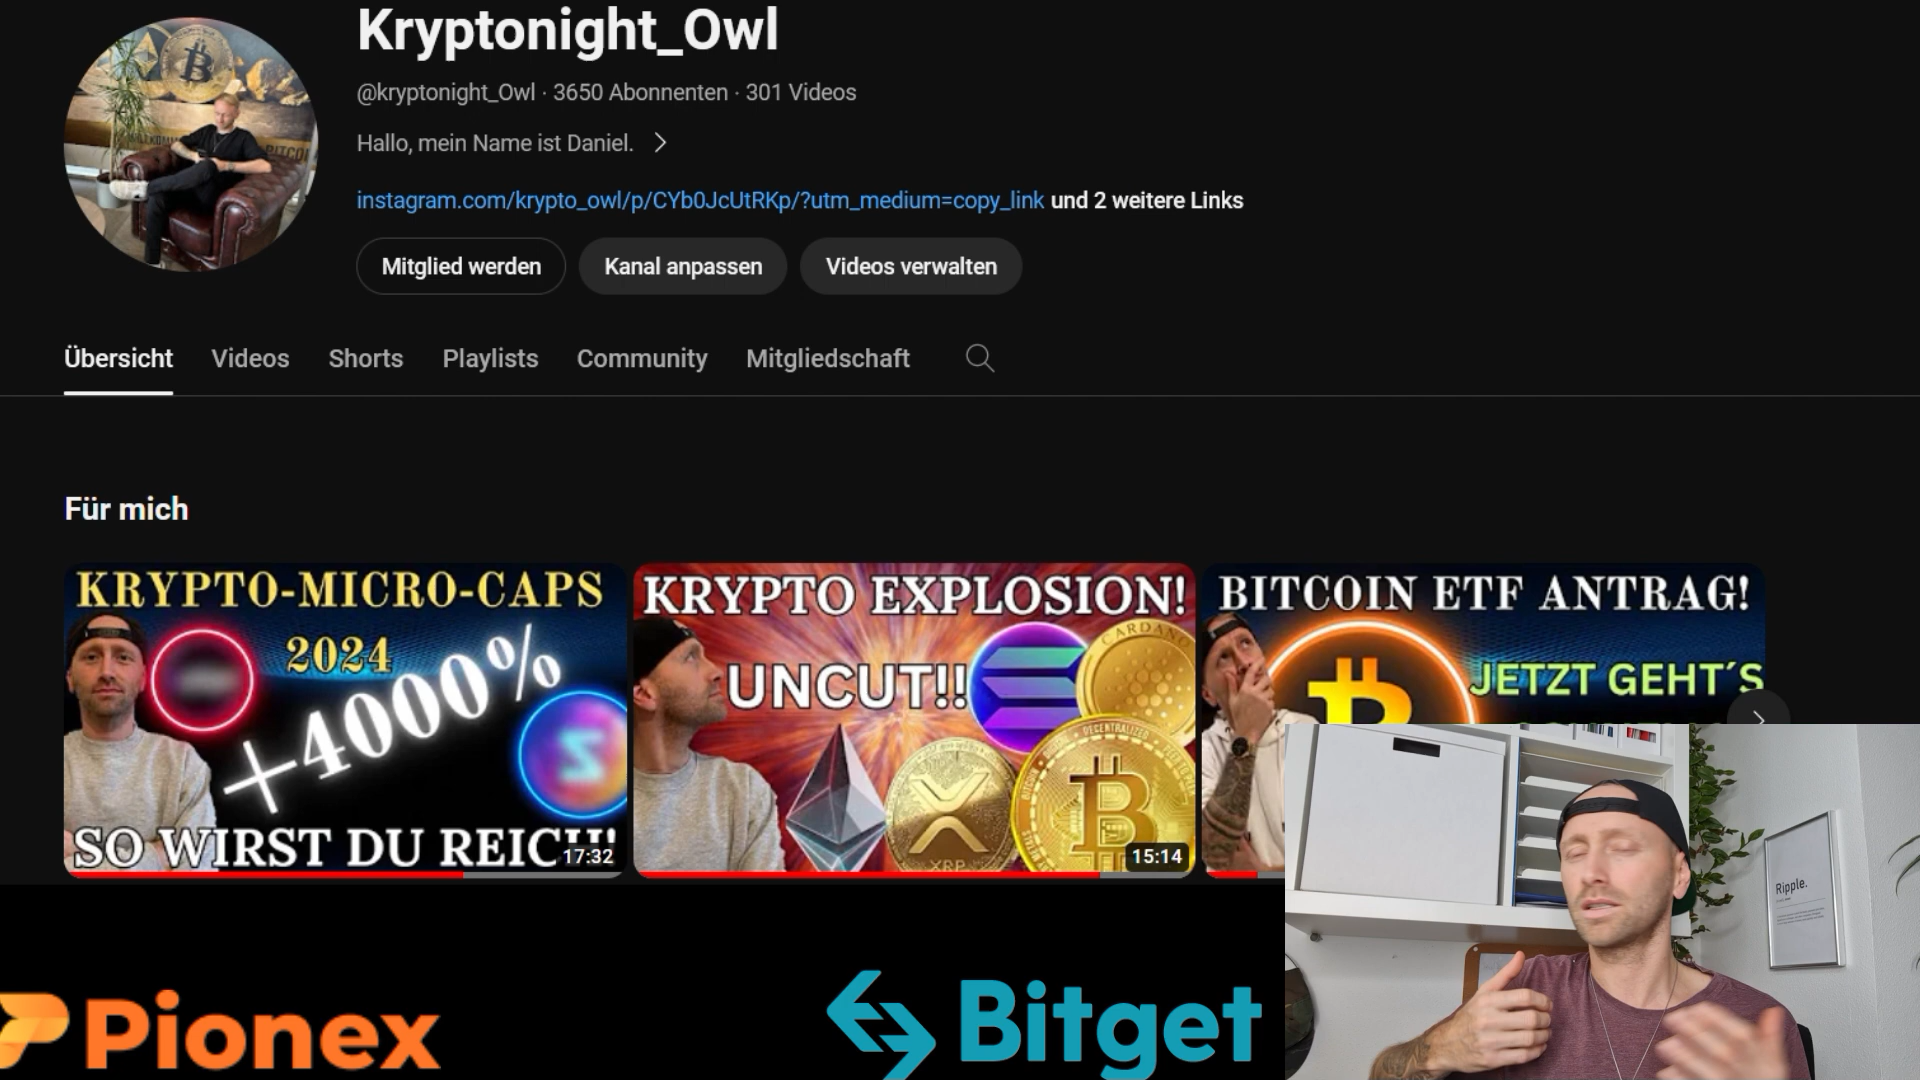 Kryptonight_Owl
@kryptonight_Owl · 3650 Abonnenten · 301 Videos
Hallo, mein Name ist Daniel.
instagram.com/krypto_owl/p/CYb0JcUtRKp/?utm_medium=copy_link und 2 weitere Links
Mitglied werden
Kanal anpassen
Videos verwalten
Übersicht
Videos
Shorts
Playlists
Community
Mitgliedschaft
Für mich
KRYPTO-MICRO-CAPS
2024
+4000%
SO WIRST DU REICH!
17:32
KRYPTO EXPLOSION!
UNCUT!!
CARDANO
DECENTRALIZED
XRP
15:14
BITCOIN ETF ANTRAG!
JETZT GEHT´S
Ripple.
Pionex
Bitget